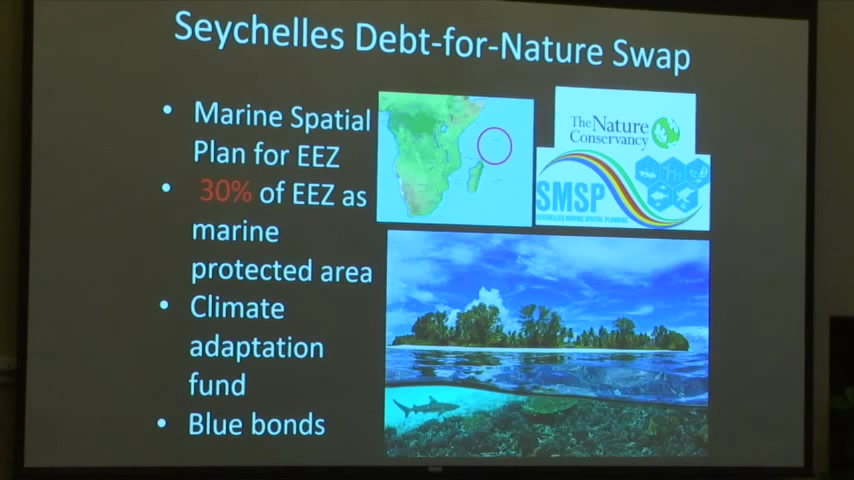 Seychelles Debt-for-Nature Swap
• Marine Spatial
Plan for EEZ
• 30% of EEZ as
marine
protected area
• Climate
adaptation
fund
• Blue bonds
The Nature
Conservancy
SMSP
SEYCHELLES MARINE SPATIAL PLANNING